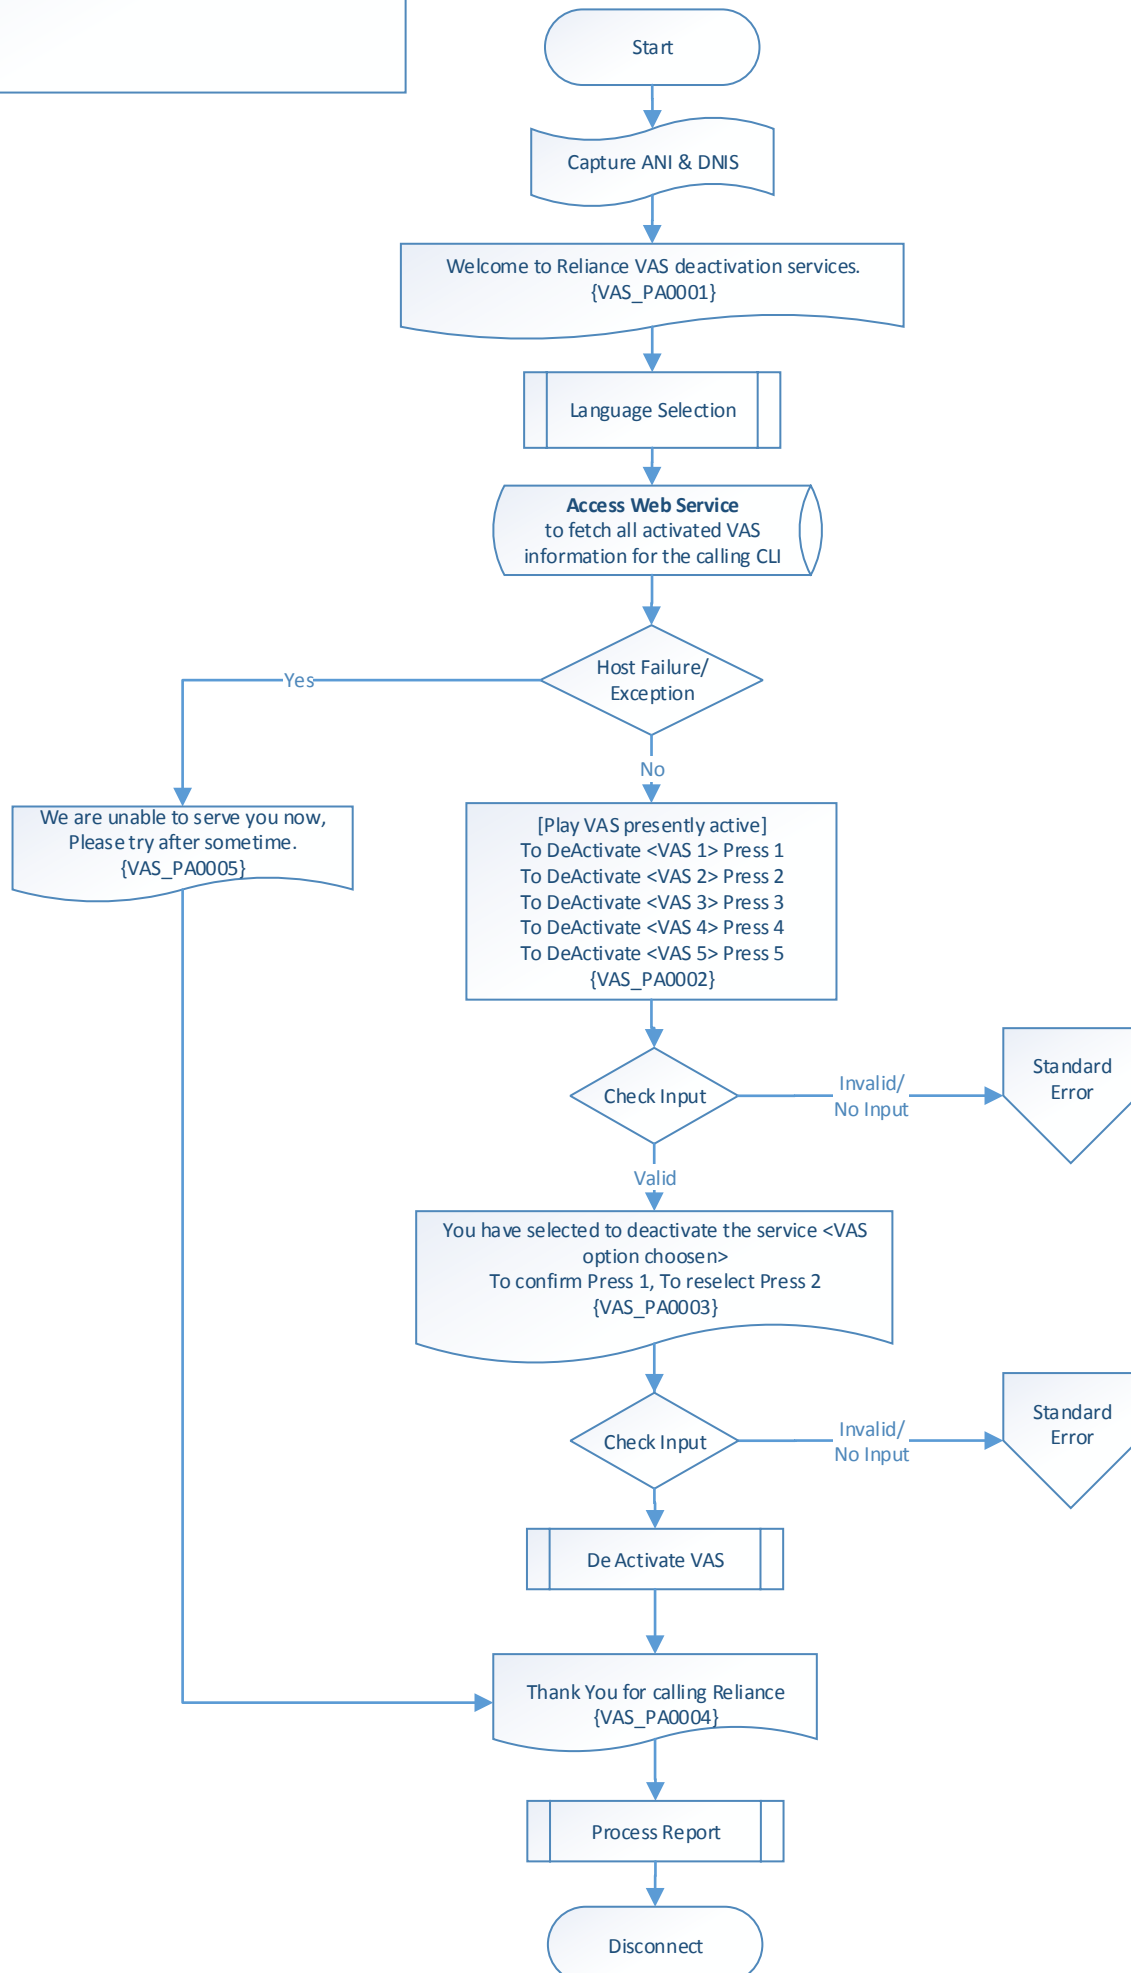 Start
Capture ANI & DNIS
Welcome to Reliance VAS deactivation services.
{VAS_PA0001}
Language Selection
Access Web Service
to fetch all activated VAS
information for the calling CLI
Host Failure/
Exception
Yes
No
We are unable to serve you now,
Please try after sometime.
{VAS_PA0005}
[Play VAS presently active]
To DeActivate <VAS 1> Press 1
To DeActivate <VAS 2> Press 2
To DeActivate <VAS 3> Press 3
To DeActivate <VAS 4> Press 4
To DeActivate <VAS 5> Press 5
{VAS_PA0002}
Check Input
Invalid/
No Input
Standard
Error
Valid
You have selected to deactivate the service <VAS
option choosen>
To confirm Press 1, To reselect Press 2
{VAS_PA0003}
Check Input
Invalid/
No Input
Standard
Error
De Activate VAS
Thank You for calling Reliance
{VAS_PA0004}
Process Report
Disconnect